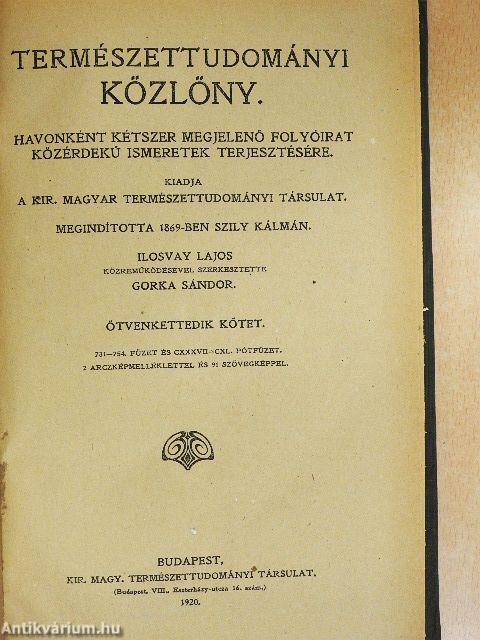 TERMÉSZETTUDOMÁNYI
KÖZLÖNY.
HAVONKÉNT KÉTSZER MEGJELENŐ FOLYÓIRAT
KÖZÉRDEKŰ ISMERETEK TERJESZTÉSÉRE.
KIADJA
A KIR. MAGYAR TERMÉSZETTUDOMÁNYI TÁRSULAT.
MEGINDÍTOTTA 1869-BEN SZILY KÁLMÁN.
ILOSVAY LAJOS
KÖZREMŰKÖDÉSÉVEL SZERKESZTETTE
GORKA SÁNDOR.
ÖTVENKETTEDIK KÖTET.
731—754. FÜZET ÉS CXXXVII—CXL. PÓTFÜZET.
2 ARCZKÉPMELLÉKLETTEL ÉS 91 SZÖVEGKÉPPEL.
BUDAPEST,
KIR. MAGY. TERMÉSZETTUDOMÁNYI TÁRSULAT.
(Budapest, VIII., Eszterházy-utcza 16. szám.)
1920.
Antikvárium.hu